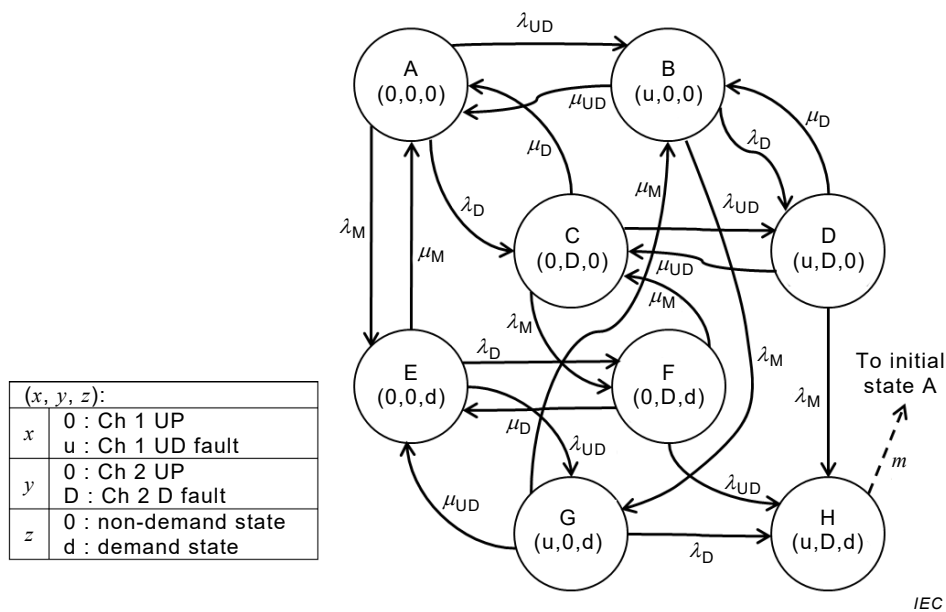 λUD
A
(0,0,0)
B
(u,0,0)
μUD
μD
λD
μD
λM
μM
λD
μM
λUD
C
(0,D,0)
D
(u,D,0)
μUD
μM
λM
λD
λM
E
(0,0,d)
F
(0,D,d)
To initial
state A
λM
μD
λUD
m
μUD
λUD
G
(u,0,d)
H
(u,D,d)
λD
(x, y, z):
x
0 : Ch 1 UP
u : Ch 1 UD fault
y
0 : Ch 2 UP
D : Ch 2 D fault
z
0 : non-demand state
d : demand state
IEC